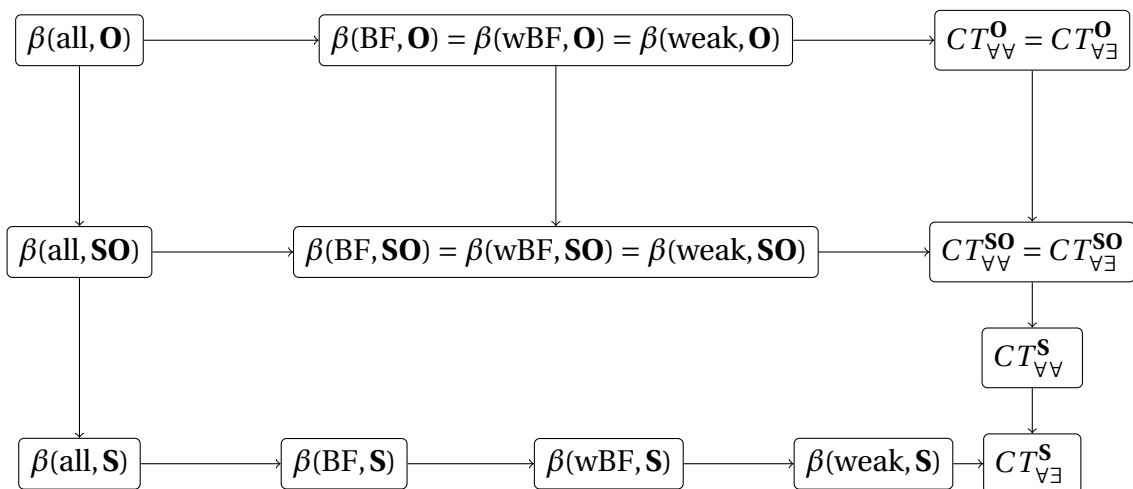 β(all, O) β(BF, O) = β(wBF, O) = β(weak, O) CT^O_∀∀ = CT^O_∀∃
β(all, SO) β(BF, SO) = β(wBF, SO) = β(weak, SO) CT^SO_∀∀ = CT^SO_∀∃
CT^S_∀∀
β(all, S) β(BF, S) β(wBF, S) β(weak, S) CT^S_∀∃